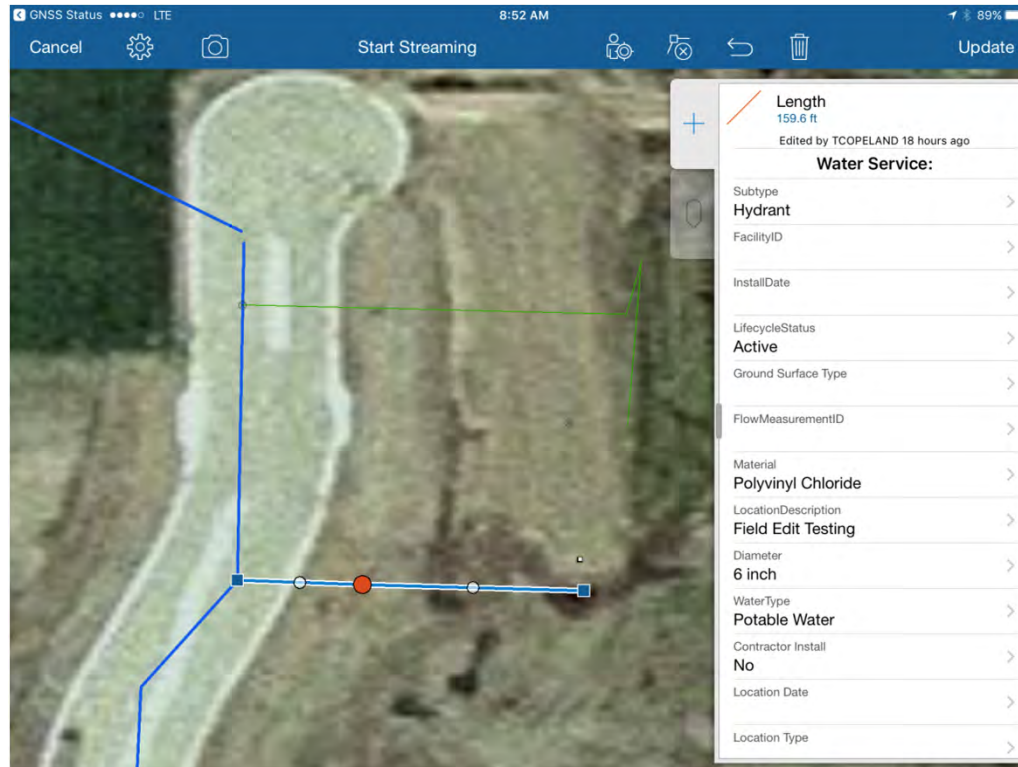 GNSS Status LTE 8:52 AM 89%
Cancel Start Streaming Update
Length
159.6 ft
Edited by TCOPELAND 18 hours ago
Water Service:
Subtype
Hydrant
FacilityID
InstallDate
LifecycleStatus
Active
Ground Surface Type
FlowMeasurementID
Material
Polyvinyl Chloride
LocationDescription
Field Edit Testing
Diameter
6 inch
WaterType
Potable Water
Contractor Install
No
Location Date
Location Type